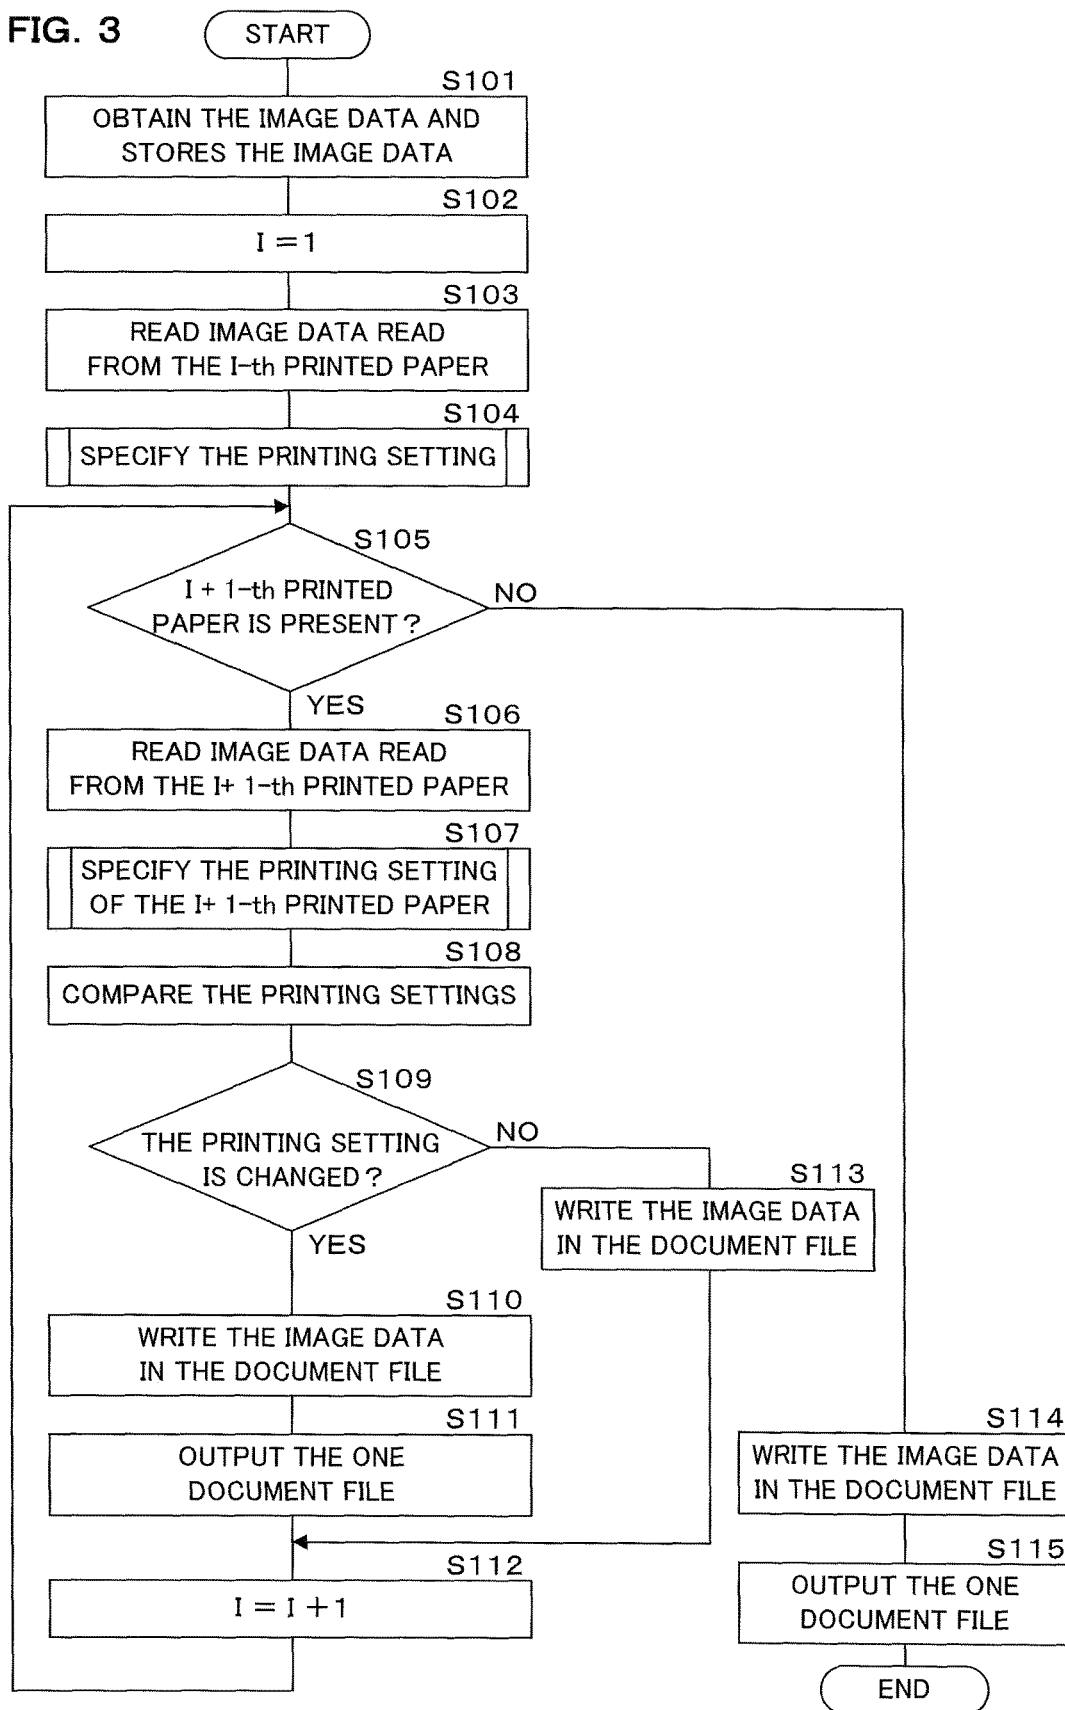 FIG. 3
START
S101
OBTAIN THE IMAGE DATA AND
STORES THE IMAGE DATA
S102
I = 1
S103
READ IMAGE DATA READ
FROM THE I-th PRINTED PAPER
S104
SPECIFY THE PRINTING SETTING
S105
I + 1-th PRINTED
PAPER IS PRESENT?
NO
YES
S106
READ IMAGE DATA READ
FROM THE I+ 1-th PRINTED PAPER
S107
SPECIFY THE PRINTING SETTING
OF THE I+ 1-th PRINTED PAPER
S108
COMPARE THE PRINTING SETTINGS
S109
THE PRINTING SETTING
IS CHANGED?
NO
YES
S113
WRITE THE IMAGE DATA
IN THE DOCUMENT FILE
S110
WRITE THE IMAGE DATA
IN THE DOCUMENT FILE
S111
OUTPUT THE ONE
DOCUMENT FILE
S112
I = I + 1
S114
WRITE THE IMAGE DATA
IN THE DOCUMENT FILE
S115
OUTPUT THE ONE
DOCUMENT FILE
END